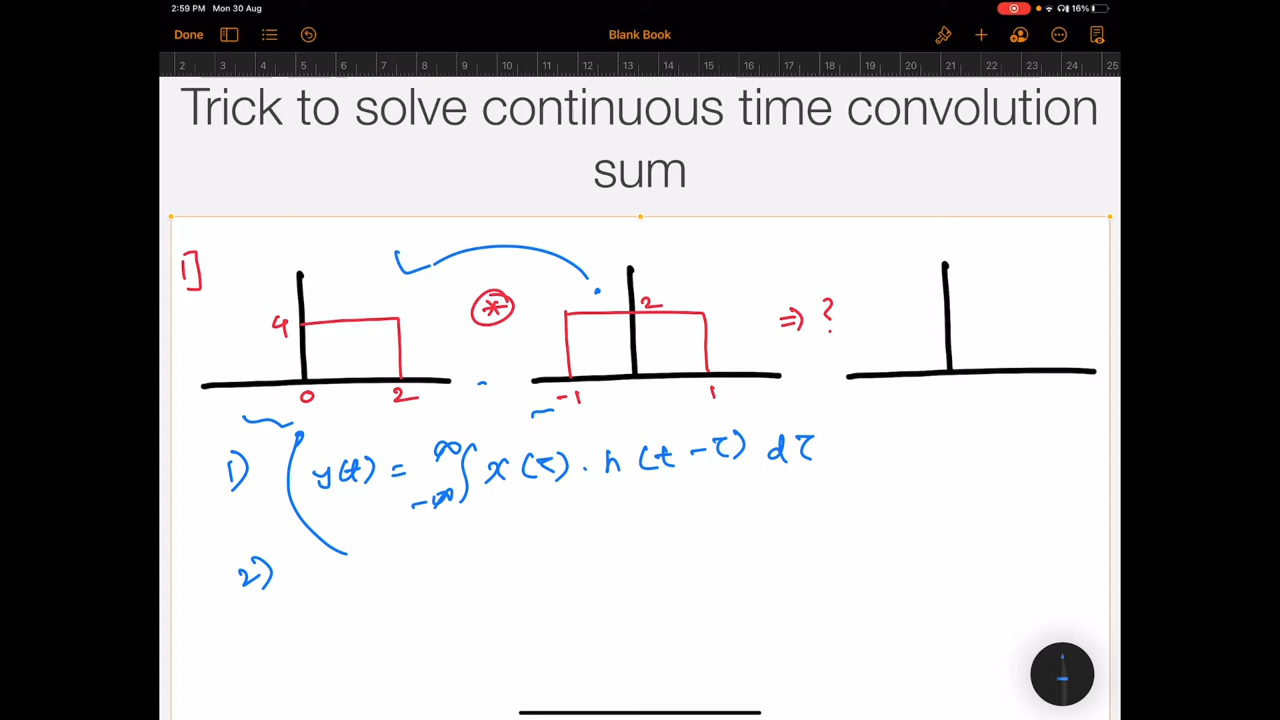 2:59 PM Mon 30 Aug 16%
Done Blank Book
2 3 4 5 6 7 8 9 10 11 12 13 14 15 16 17 18 19 20 21 22 23 24 25
Trick to solve continuous time convolution
sum
1]
4 * 2 ⇒ ?
0 2 -1 1
1) y(t) = ∞ ∫ -∞ x(τ) . h(t-τ) dτ
2)